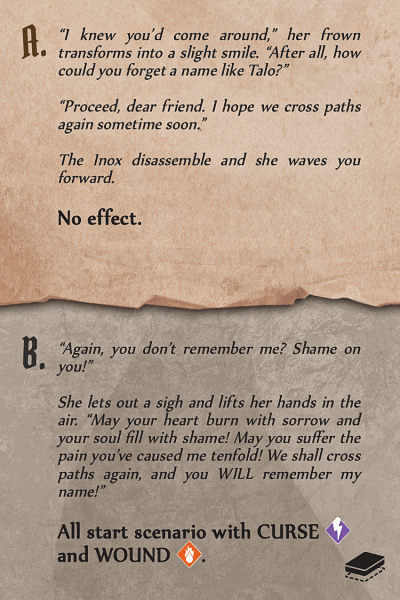 A.
“I knew you’d come around,” her frown
transforms into a slight smile. “After all, how
could you forget a name like Talo?”
“Proceed, dear friend. I hope we cross paths
again sometime soon.”
The Inox disassemble and she waves you
forward.
No effect.
B.
“Again, you don’t remember me? Shame on
you!”
She lets out a sigh and lifts her hands in the
air. “May your heart burn with sorrow and
your soul fill with shame! May you suffer the
pain you’ve caused me tenfold! We shall cross
paths again, and you WILL remember my
name!”
All start scenario with CURSE
and WOUND .